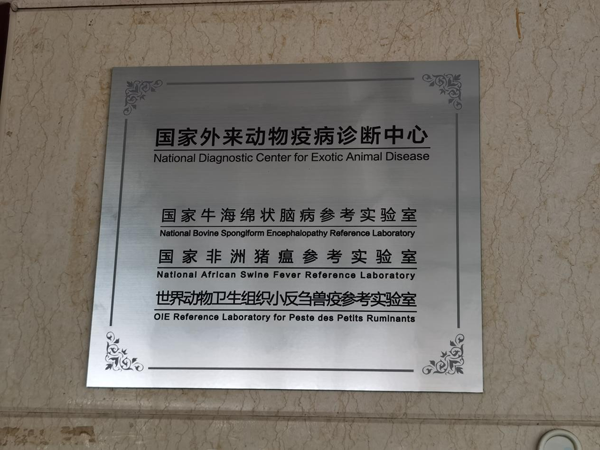 国家外来动物疫病诊断中心
National Diagnostic Center for Exotic Animal Disease
国家牛海绵状脑病参考实验室
National Bovine Spongiform Encephalopathy Reference Laboratory
国家非洲猪瘟参考实验室
National African Swine Fever Reference Laboratory
世界动物卫生组织小反刍兽疫参考实验室
OIE Reference Laboratory for Peste des Petits Ruminants